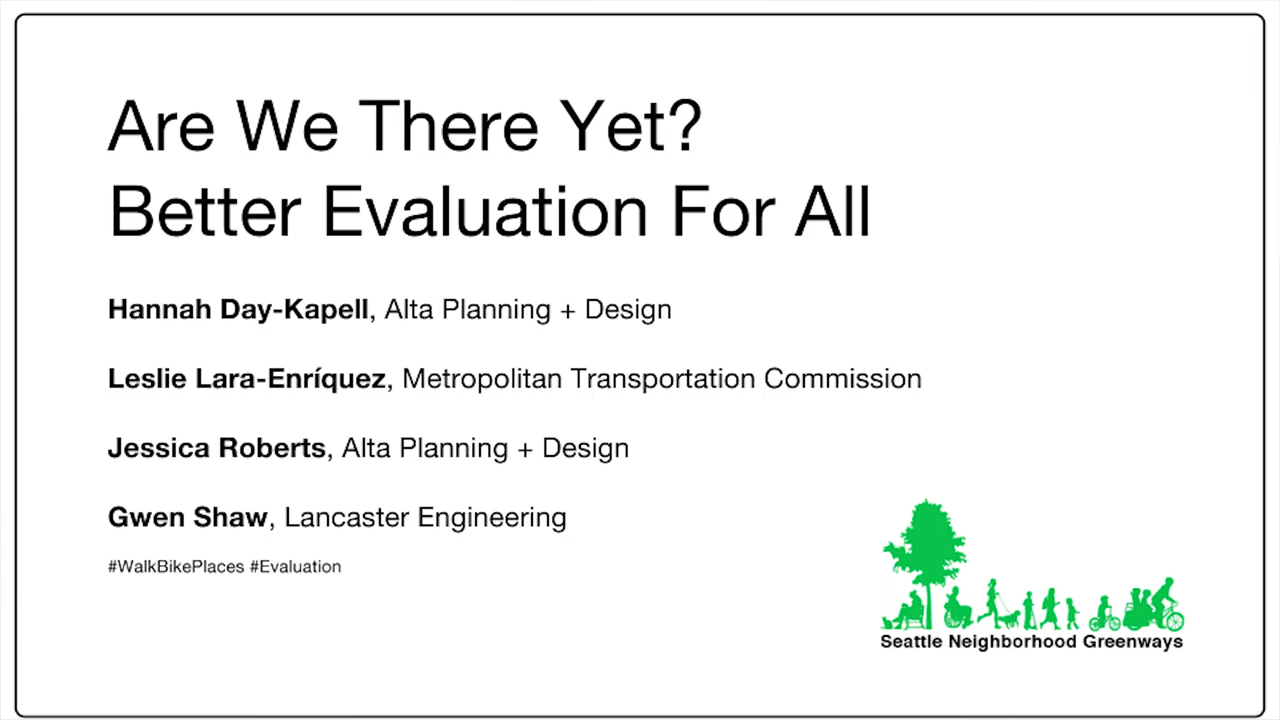 Are We There Yet?
Better Evaluation For All
Hannah Day-Kapell, Alta Planning + Design
Leslie Lara-Enríquez, Metropolitan Transportation Commission
Jessica Roberts, Alta Planning + Design
Gwen Shaw, Lancaster Engineering
#WalkBikePlaces #Evaluation
Seattle Neighborhood Greenways